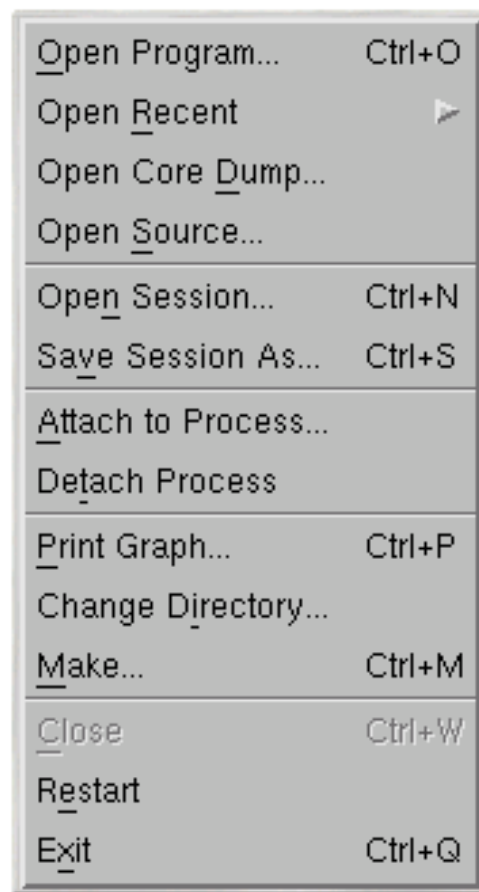 Open Program... Ctrl+O
Open Recent
Open Core Dump...
Open Source...
Open Session... Ctrl+N
Save Session As... Ctrl+S
Attach to Process...
Detach Process
Print Graph... Ctrl+P
Change Directory...
Make... Ctrl+M
Close Ctrl+W
Restart
Exit Ctrl+Q